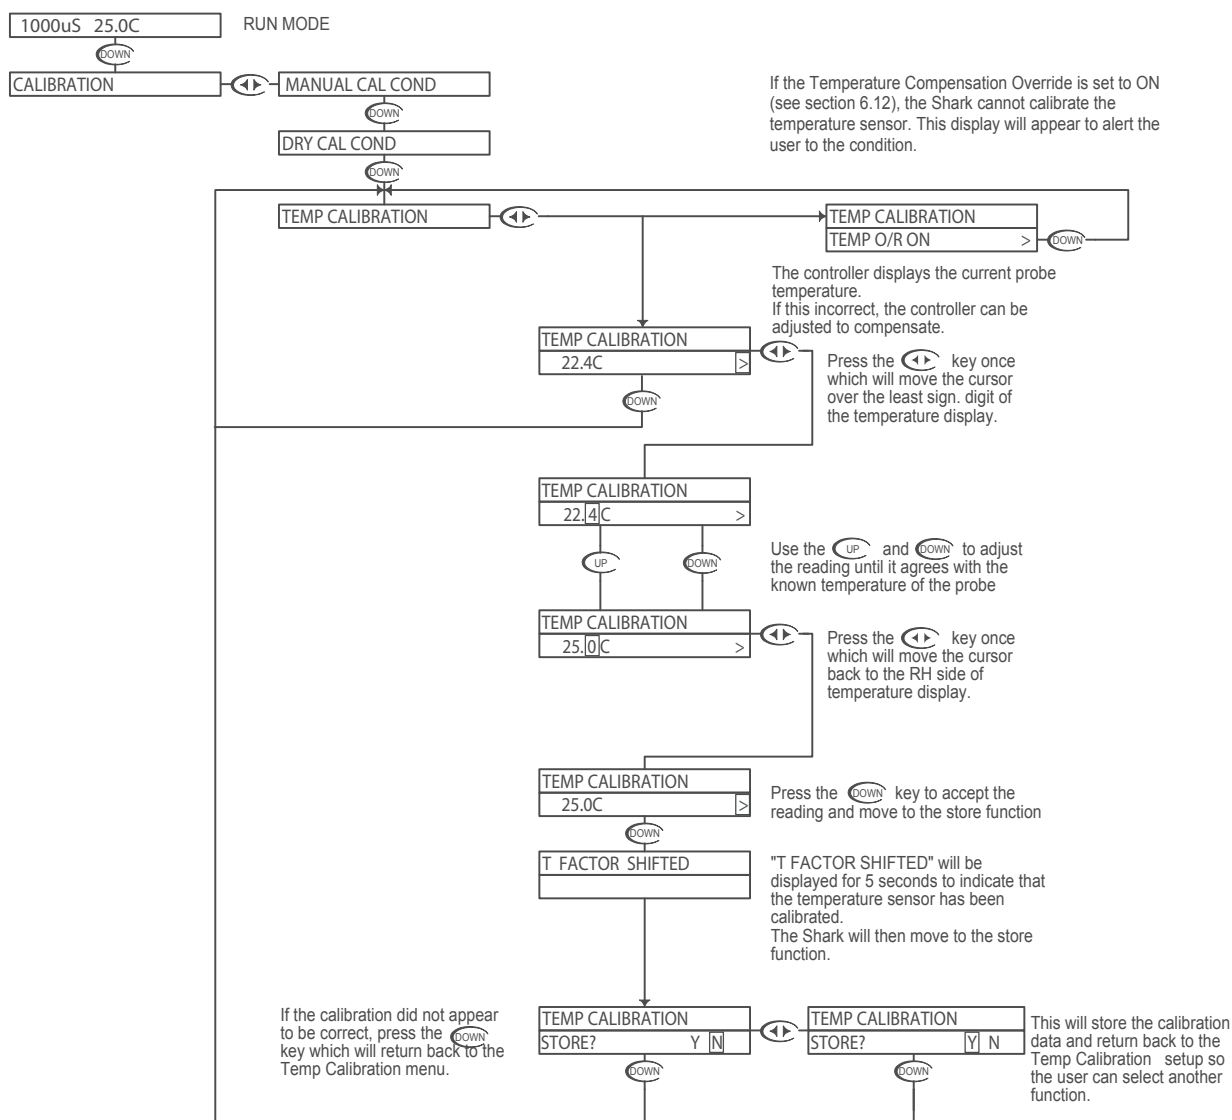 1000uS 25.0C
RUN MODE
DOWN
CALIBRATION
MANUAL CAL COND
DOWN
DRY CAL COND
DOWN
If the Temperature Compensation Override is set to ON
(see section 6.12), the Shark cannot calibrate the
temperature sensor. This display will appear to alert the
user to the condition.
TEMP CALIBRATION
TEMP CALIBRATION
TEMP O/R ON >
DOWN
The controller displays the current probe
temperature.
If this incorrect, the controller can be
adjusted to compensate.
TEMP CALIBRATION
22.4C >
DOWN
Press the key once
which will move the cursor
over the least sign. digit of
the temperature display.
TEMP CALIBRATION
22.4C >
UP
DOWN
Use the UP and DOWN to adjust
the reading until it agrees with the
known temperature of the probe
TEMP CALIBRATION
25.0C >
Press the key once
which will move the cursor
back to the RH side of
temperature display.
TEMP CALIBRATION
25.0C >
DOWN
Press the DOWN key to accept the
reading and move to the store function
T FACTOR SHIFTED
"T FACTOR SHIFTED" will be
displayed for 5 seconds to indicate that
the temperature sensor has been
calibrated.
The Shark will then move to the store
function.
If the calibration did not appear
to be correct, press the DOWN
key which will return back to the
Temp Calibration menu.
TEMP CALIBRATION
STORE? Y N
DOWN
TEMP CALIBRATION
STORE? Y N
DOWN
This will store the calibration
data and return back to the
Temp Calibration setup so
the user can select another
function.